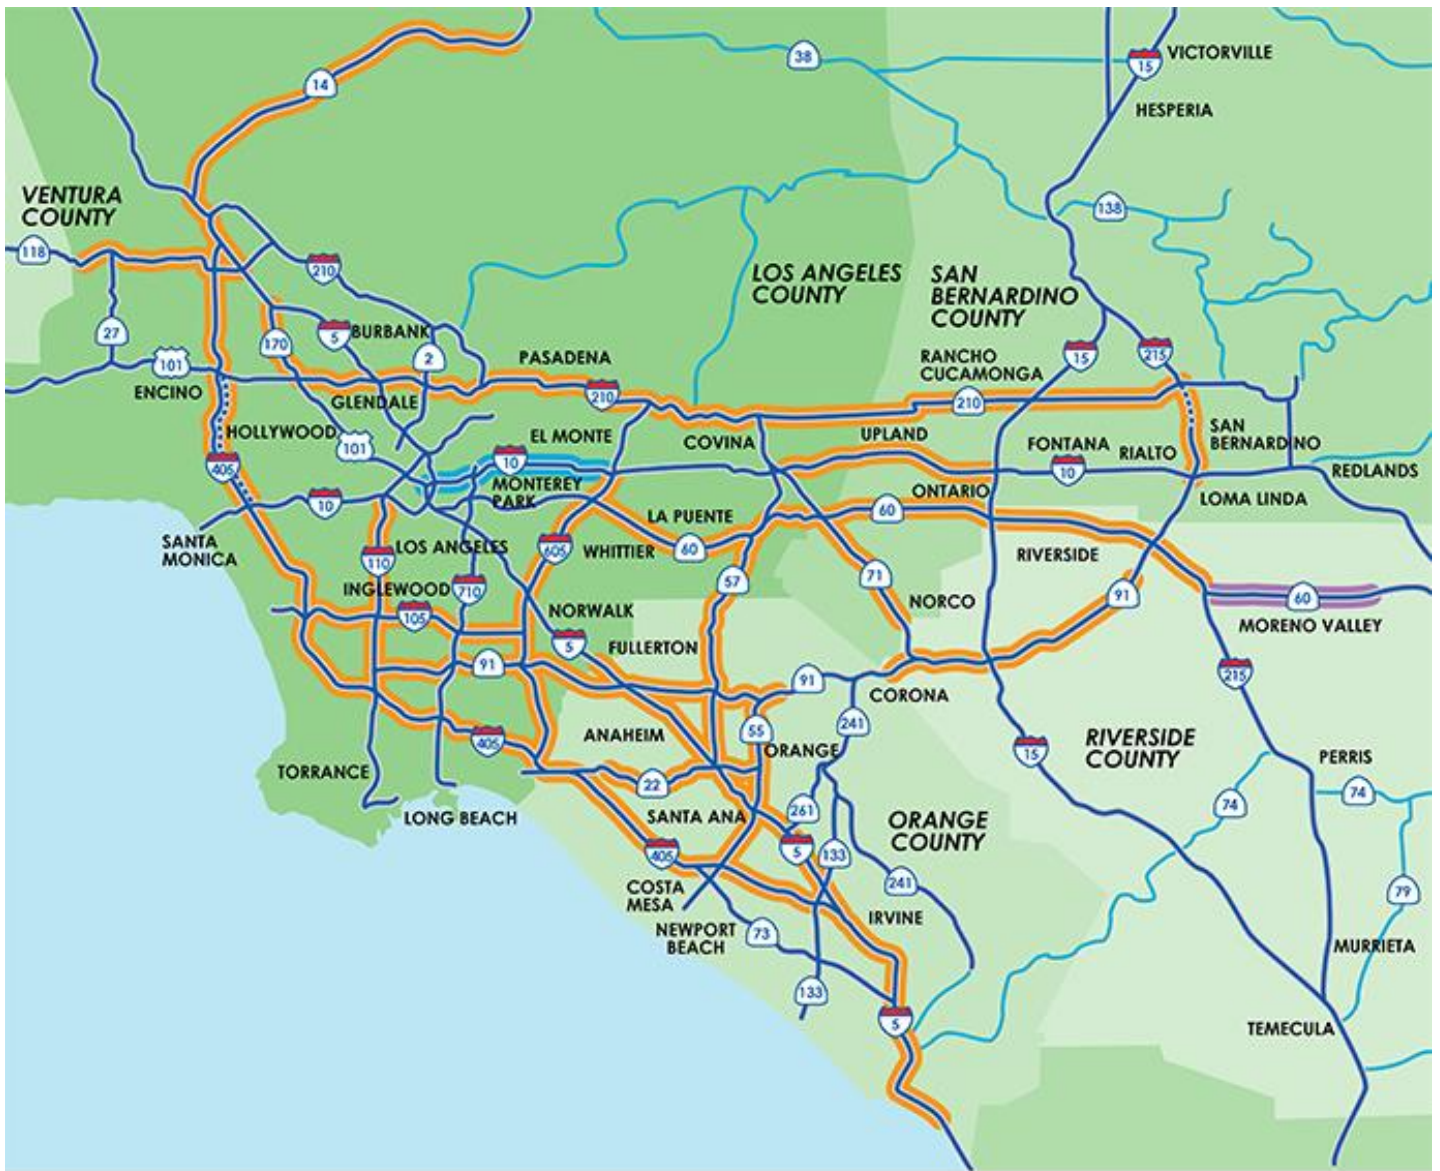 38
VICTORVILLE
15
14
HESPERIA
VENTURA
COUNTY
138
118
210
LOS ANGELES
COUNTY
SAN
BERNARDINO
COUNTY
27
170
5
BURBANK
2
PASADENA
15
215
101
ENCINO
GLENDALE
210
RANCHO
CUCAMONGA
210
HOLLYWOOD
101
EL MONTE
COVINA
UPLAND
FONTANA
RIALTO
SAN
BERNARDINO
405
10
10
REDLANDS
10
MONTEREY
PARK
ONTARIO
LOMA LINDA
SANTA
MONICA
LOS ANGELES
LA PUENTE
60
110
605
WHITTIER
60
RIVERSIDE
INGLEWOOD
710
57
71
91
105
NORWALK
NORCO
60
MORENO VALLEY
5
FULLERTON
91
91
CORONA
215
405
ANAHEIM
55
ORANGE
241
15
RIVERSIDE
COUNTY
TORRANCE
22
PERRIS
74
74
LONG BEACH
SANTA ANA
261
ORANGE
COUNTY
405
5
133
COSTA
MESA
241
79
NEWPORT
BEACH
73
IRVINE
MURRIETA
133
5
TEMECULA